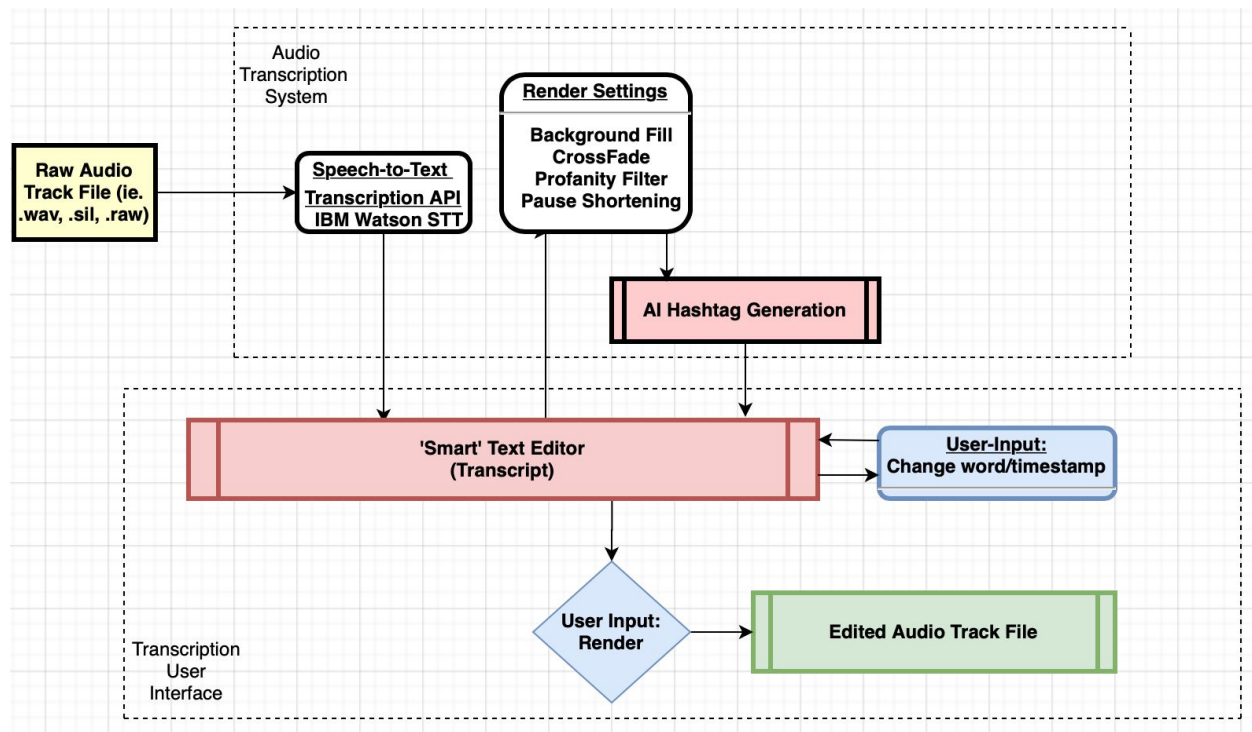 Audio
Transcription
System
Render Settings
Background Fill
CrossFade
Profanity Filter
Pause Shortening
Raw Audio
Track File (ie.
.wav, .sil, .raw)
Speech-to-Text
Transcription API
IBM Watson STT
AI Hashtag Generation
'Smart' Text Editor
(Transcript)
User-Input:
Change word/timestamp
User Input:
Render
Edited Audio Track File
Transcription
User
Interface